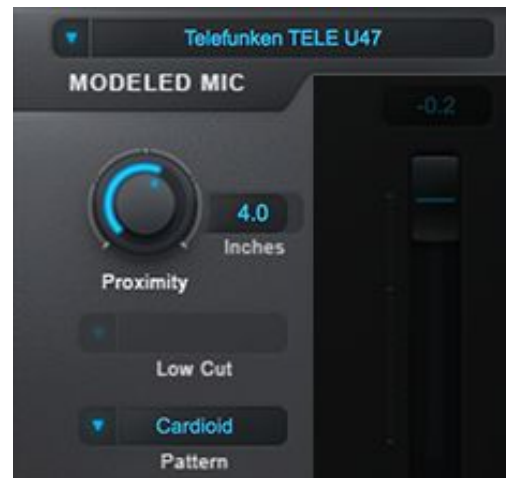 Telefunken TELE U47
MODELED MIC
-0.2
4.0
Inches
Proximity
Low Cut
Cardioid
Pattern